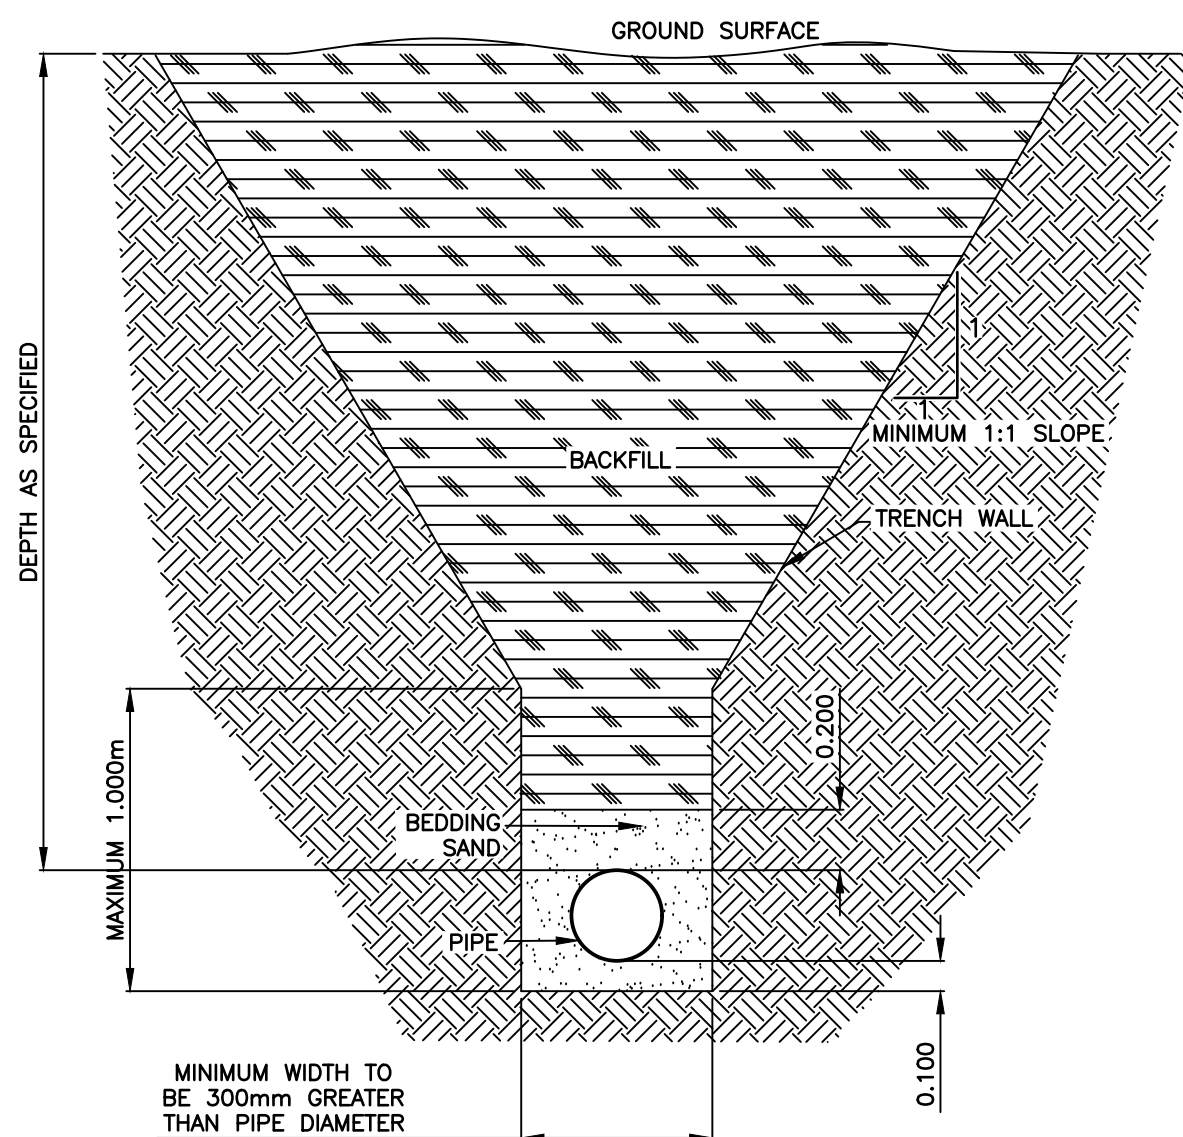 GROUND SURFACE
DEPTH AS SPECIFIED
1
1
MINIMUM 1:1 SLOPE
BACKFILL
TRENCH WALL
0.200
MAXIMUM 1.000m
BEDDING
SAND
PIPE
0.100
MINIMUM WIDTH TO
BE 300mm GREATER
THAN PIPE DIAMETER